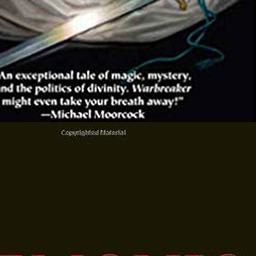 An exceptional tale of magic, mystery,
and the politics of divinity. Warbreaker
might even take your breath away!"
—Michael Moorcock
Copyrighted Material